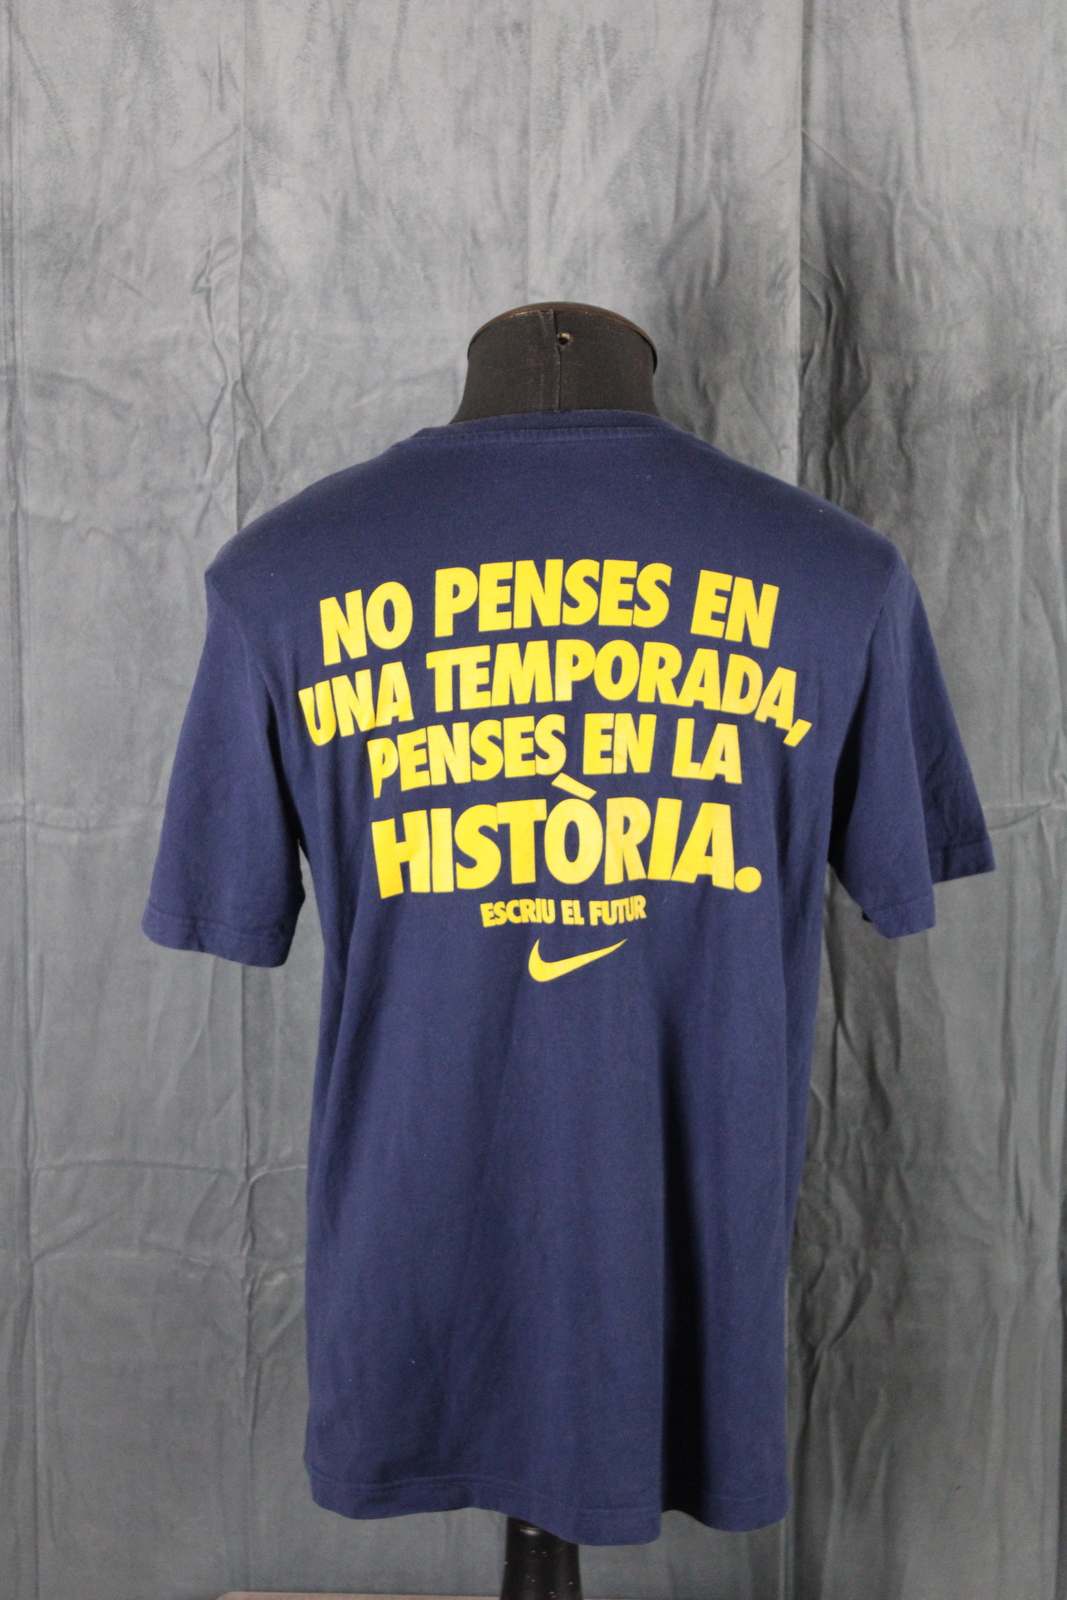 NO PENSES EN
UNA TEMPORADA,
PENSES EN LA
HISTÒRIA.
ESCRIU EL FUTUR